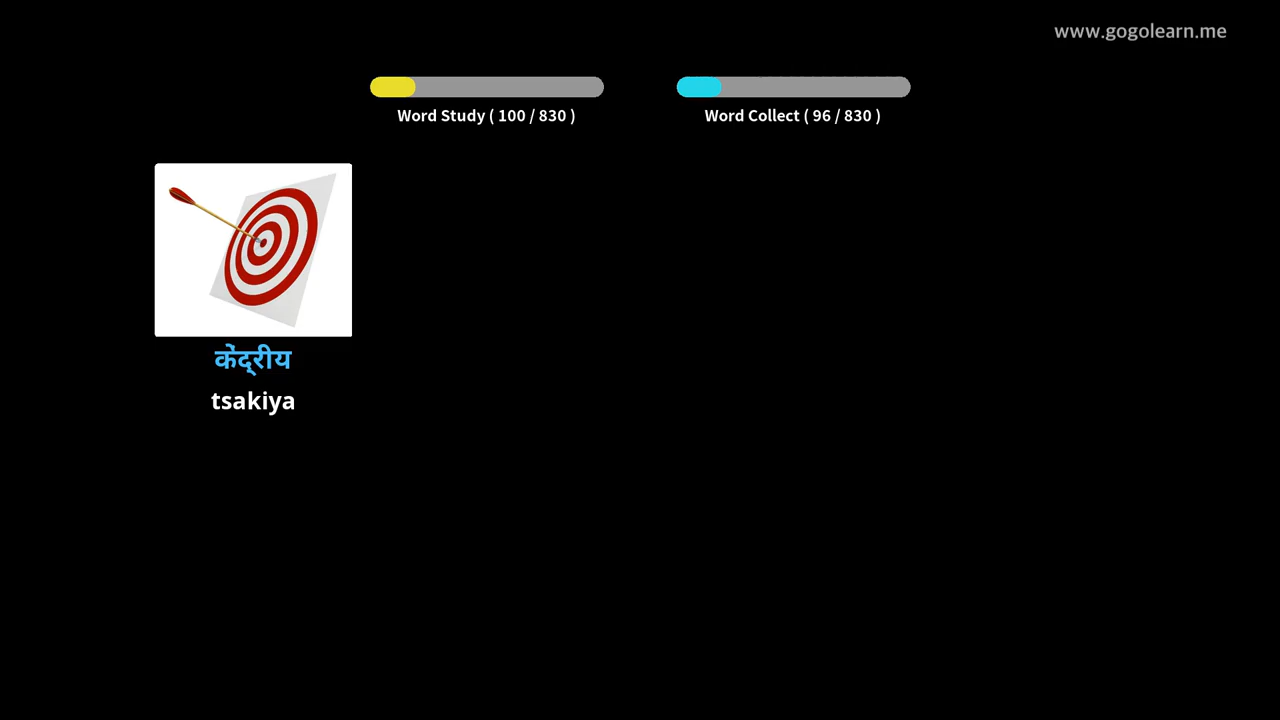 www.gogolearn.me
Word Study ( 100 / 830 )
Word Collect ( 96 / 830 )
केंद्रीय
tsakiya